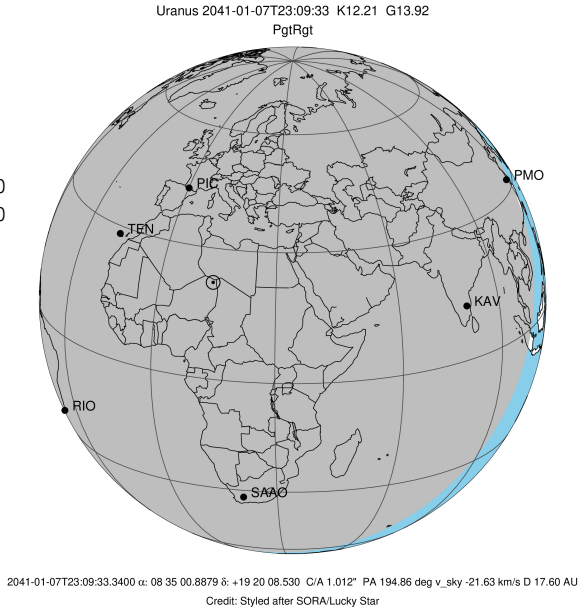 Uranus 2041-01-07T23:09:33 K12.21 G13.92
PgtRgt
0
0
PMO
PIC
TEN
KAV
RIO
SAAO
2041-01-07T23:09:33.3400 α: 08 35 00.8879 δ: +19 20 08.530 C/A 1.012" PA 194.86 deg v_sky -21.63 km/s D 17.60 AU
Credit: Styled after SORA/Lucky Star